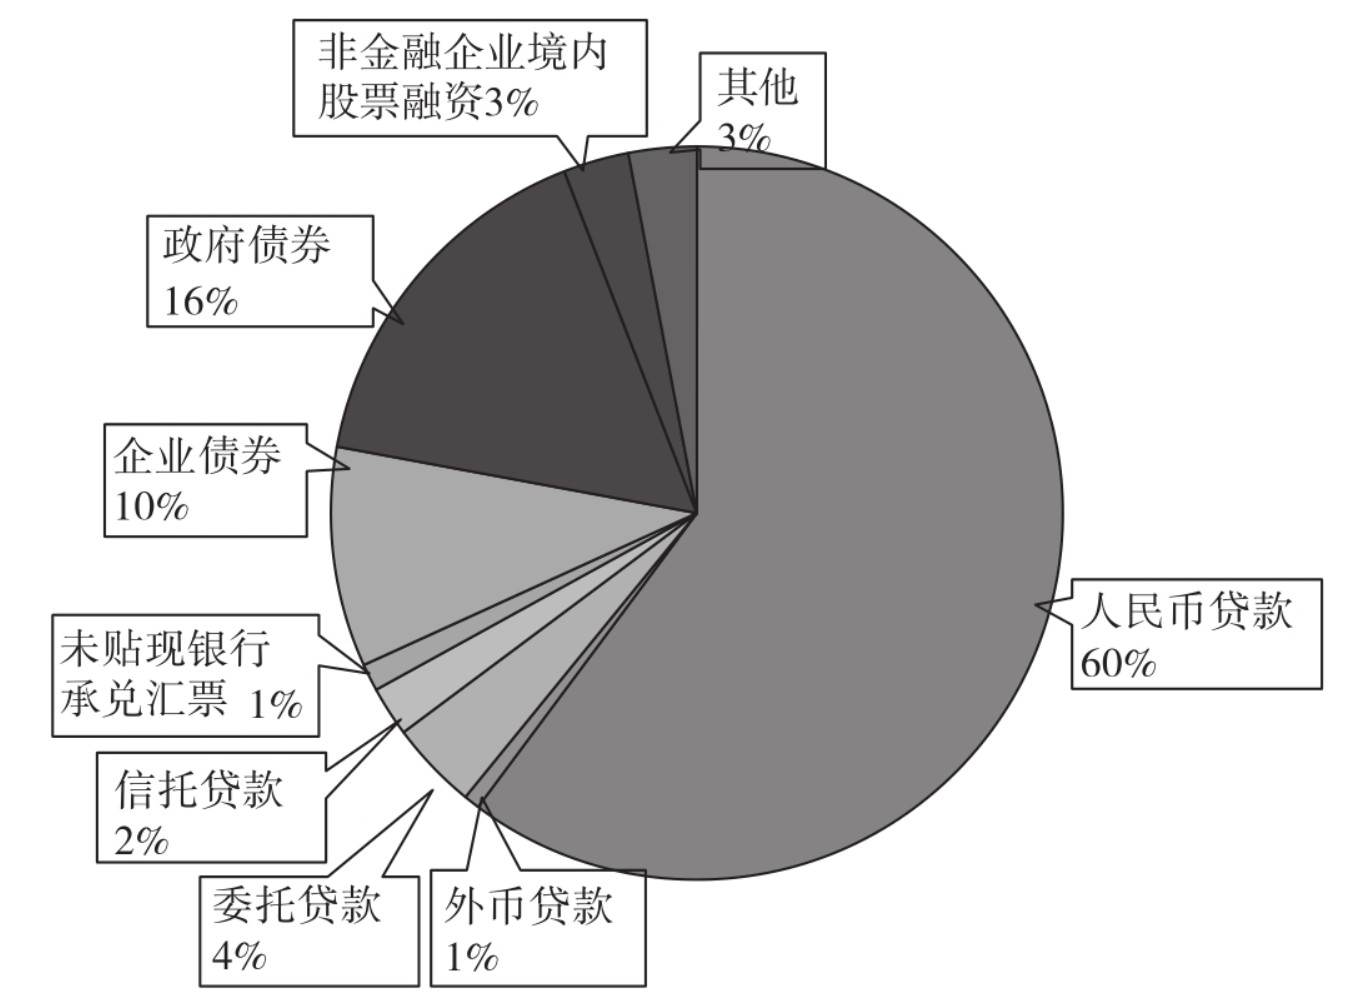 非金融企业境内
股票融资3%
其他
3%
政府债券
16%
企业债券
10%
人民币贷款
60%
未贴现银行
承兑汇票 1%
信托贷款
2%
委托贷款
4%
外币贷款
1%